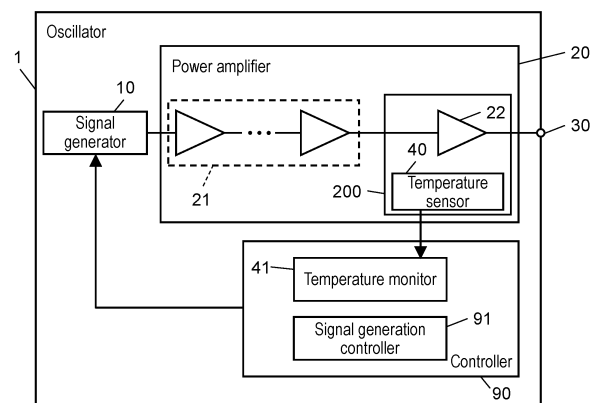 Oscillator
1
Power amplifier
20
10
Signal
generator
22
30
40
21
200
Temperature
sensor
41
Temperature monitor
Signal generation
controller
91
Controller
90